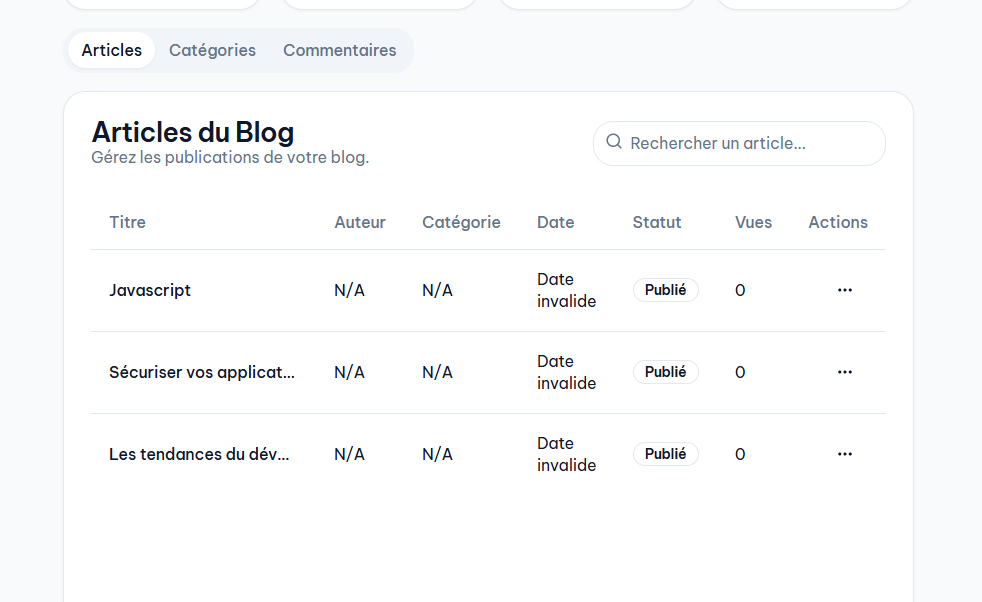 Articles Catégories Commentaires
Articles du Blog
Gérez les publications de votre blog.
Rechercher un article...
Titre Auteur Catégorie Date Statut Vues Actions
Javascript N/A N/A Date invalide Publié 0 ...
Sécuriser vos applicat... N/A N/A Date invalide Publié 0 ...
Les tendances du dév... N/A N/A Date invalide Publié 0 ...